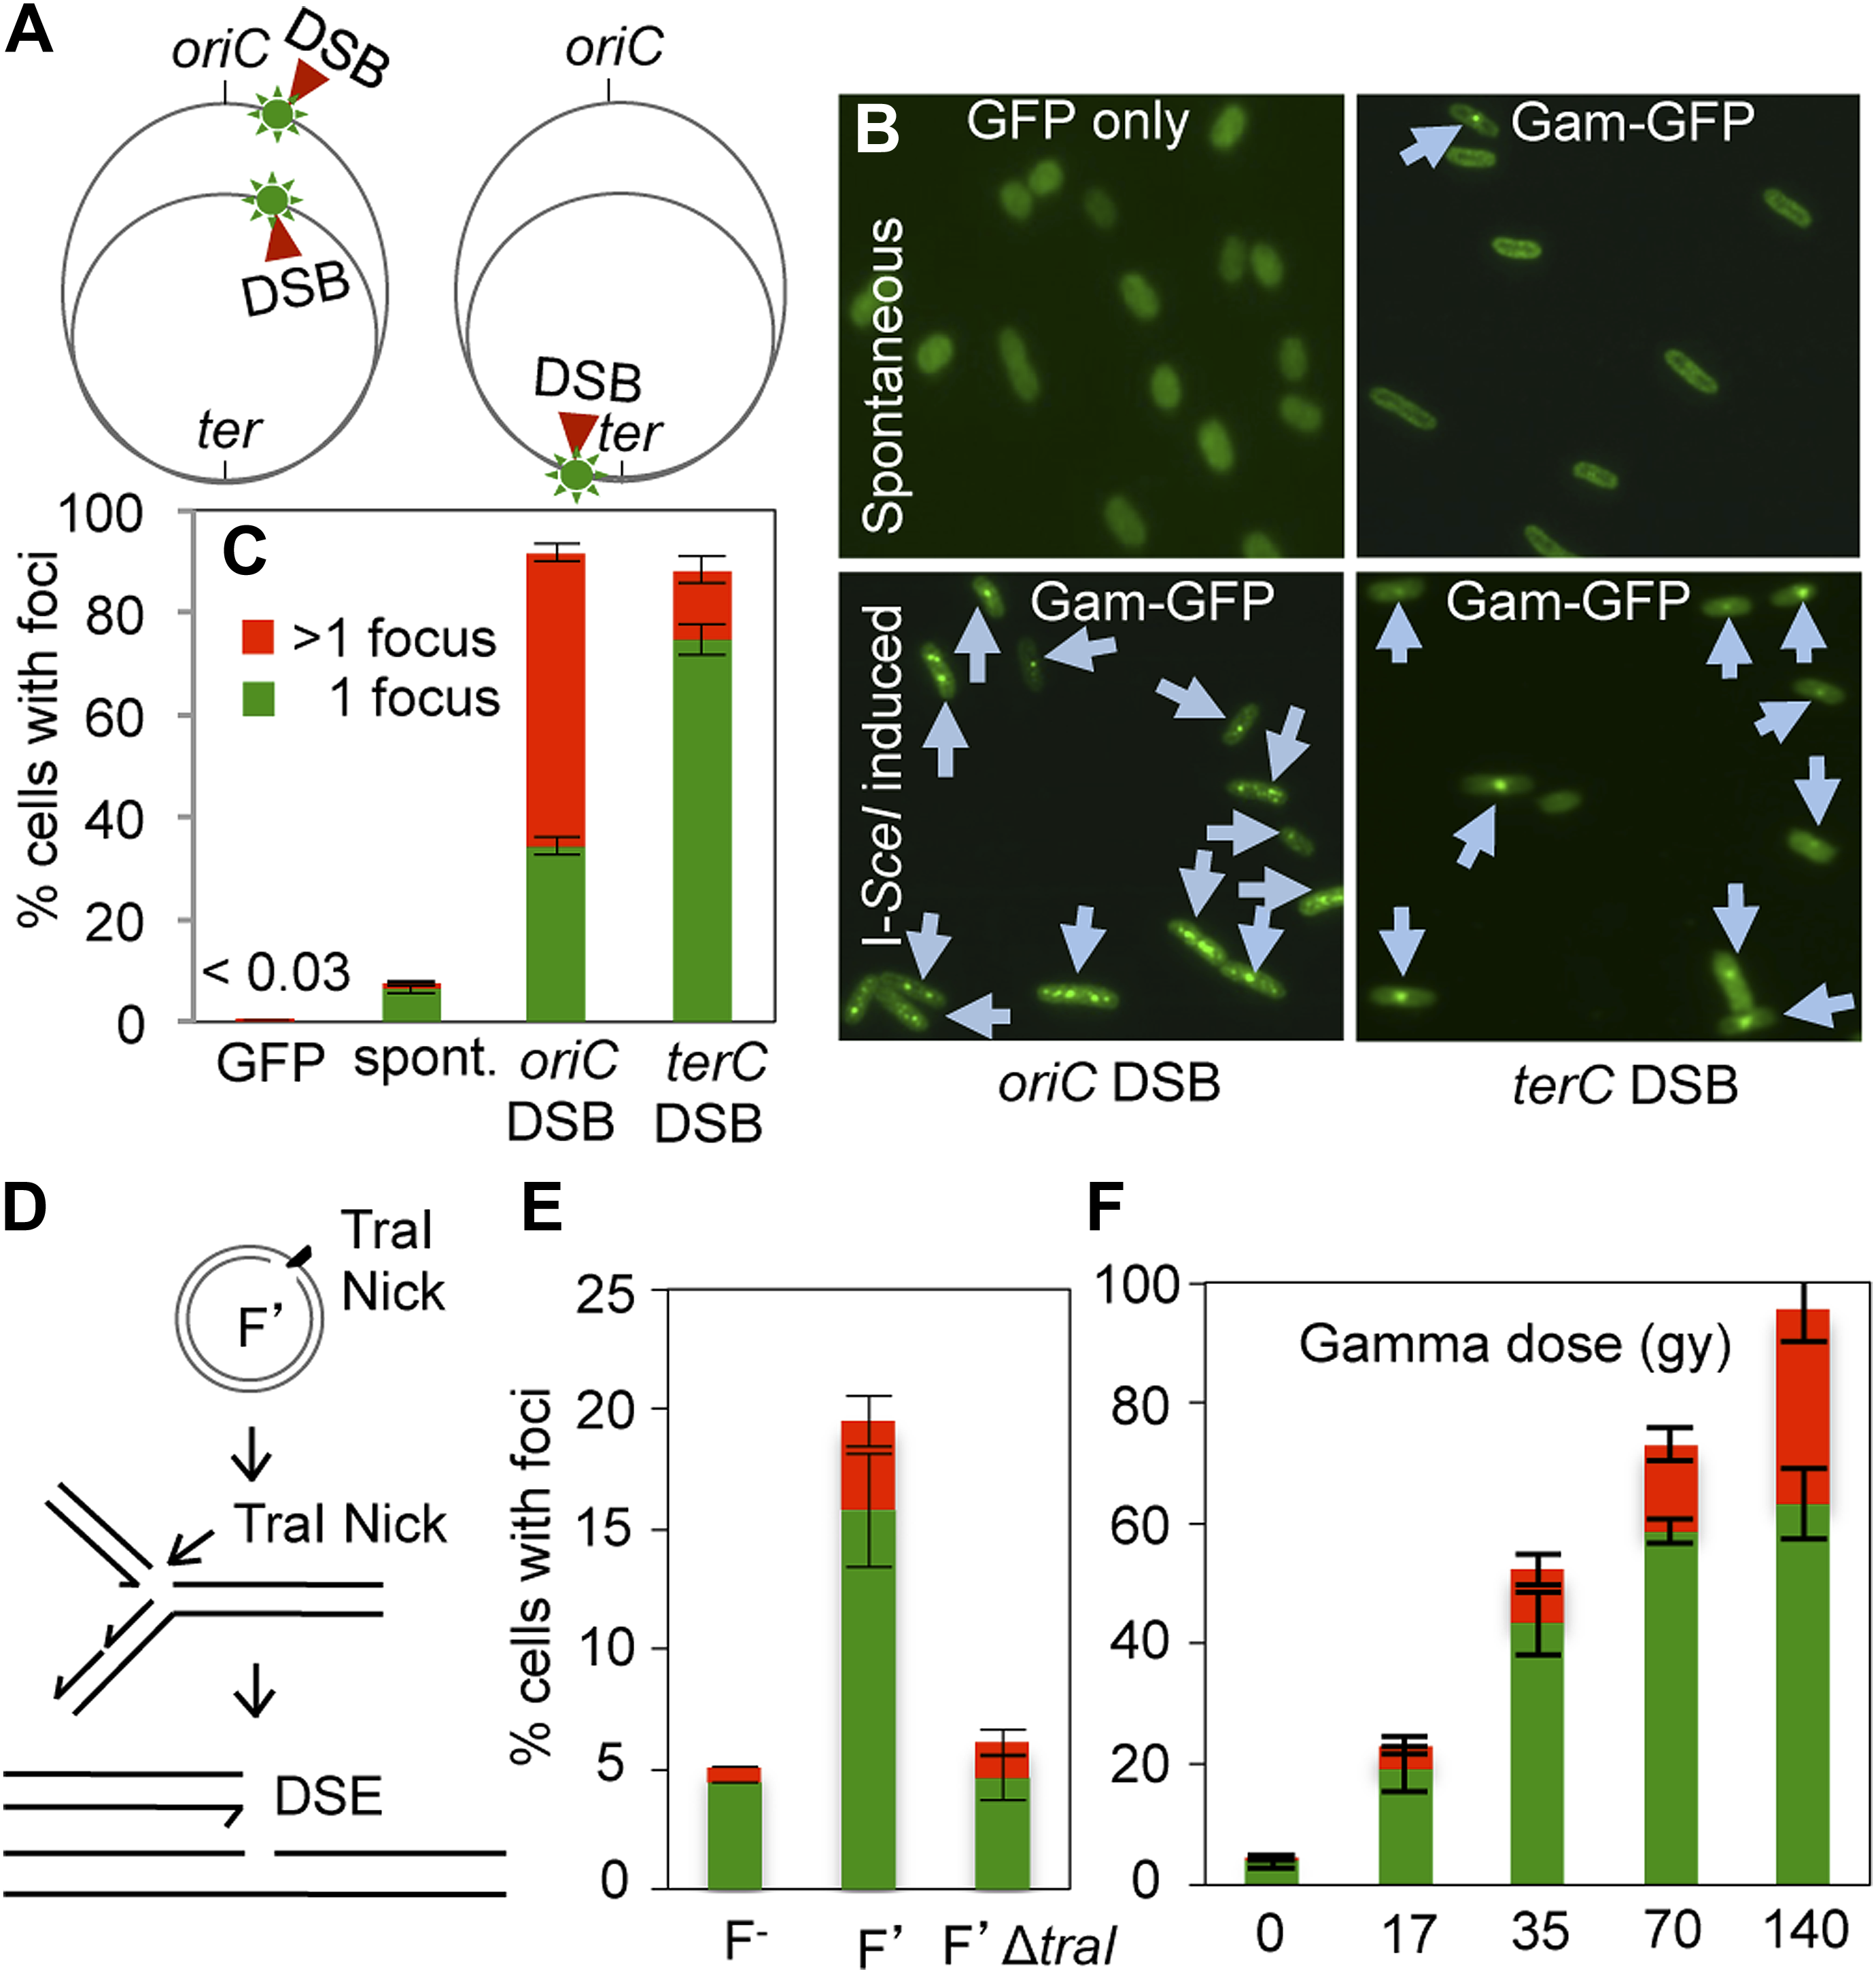 A
oriC
DSB
DSB
ter
oriC
DSB
ter
B
GFP only
Spontaneous
Gam-GFP
Gam-GFP
I-SceI induced
oriC DSB
Gam-GFP
terC DSB
C
% cells with foci
100
80
60
40
20
0
>1 focus
1 focus
< 0.03
GFP
spont.
oriC
DSB
terC
DSB
D
TraI
Nick
F’
TraI Nick
DSE
E
% cells with foci
25
20
15
10
5
0
F-
F’
F’ Δtral
F
Gamma dose (gy)
100
80
60
40
20
0
0
17
35
70
140